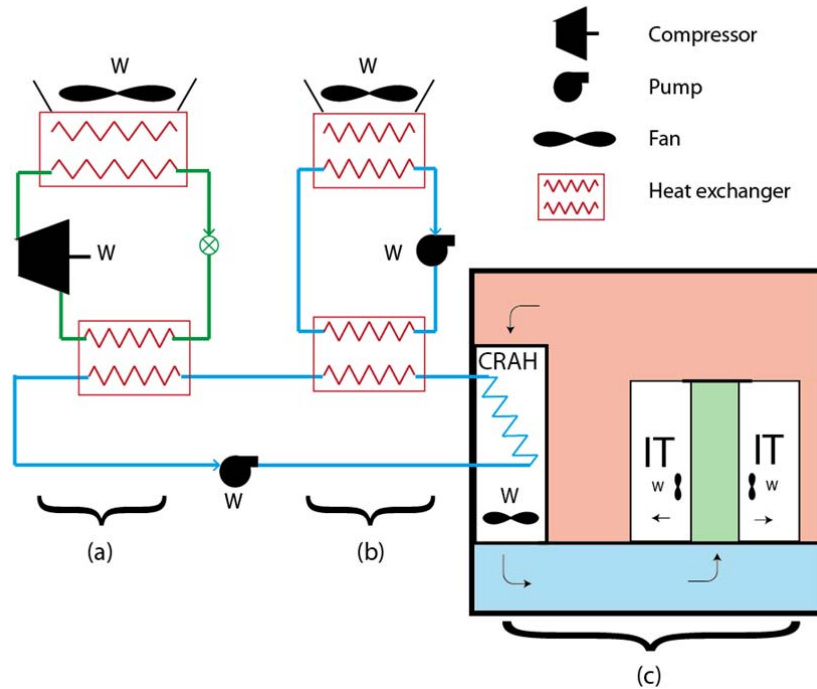 W
W
Compressor
Pump
Fan
Heat exchanger
W
W
CRAH
IT
IT
W
W
W
W
(a)
(b)
(c)